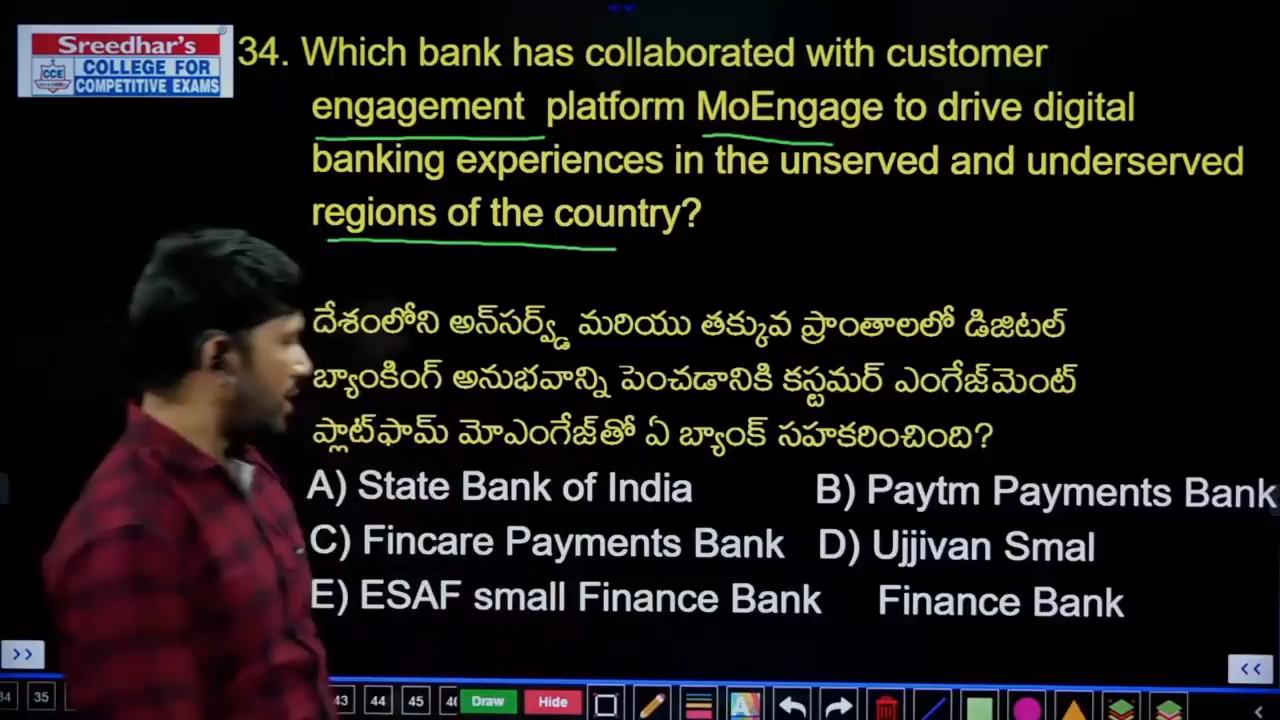 Sreedhar's
CCE
COLLEGE FOR
COMPETITIVE EXAMS
34. Which bank has collaborated with customer
engagement platform MoEngage to drive digital
banking experiences in the unserved and underserved
regions of the country?
దేశంలోని అన్‌సర్వ్డ్ మరియు తక్కువ ప్రాంతాలలో డిజిటల్
బ్యాంకింగ్ అనుభవాన్ని పెంచడానికి కస్టమర్ ఎంగేజ్‌మెంట్
ప్లాట్‌ఫామ్ మోఎంగేజ్‌తో ఏ బ్యాంక్ సహకరించింది?
A) State Bank of India B) Paytm Payments Bank
C) Fincare Payments Bank D) Ujjivan Smal
E) ESAF small Finance Bank Finance Bank
>> <<
34 35 43 44 45 Draw Hide